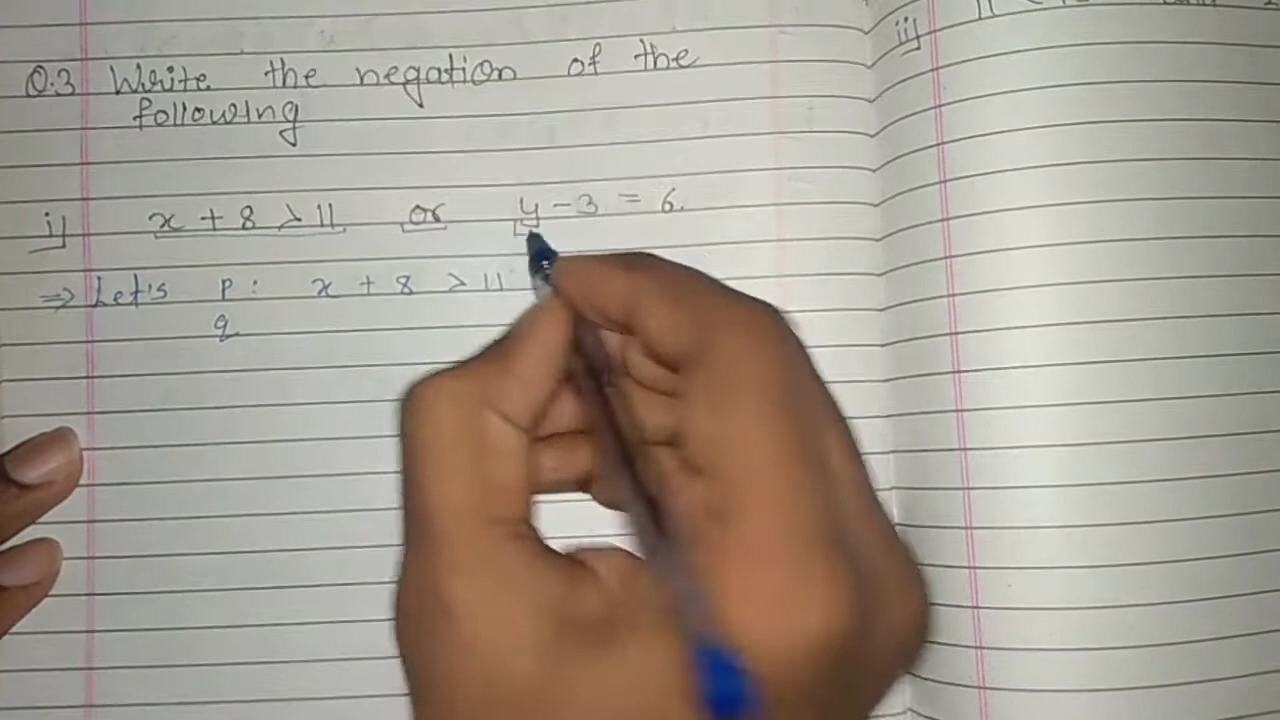 Q.3 Write the negation of the
following
i) x + 8 > 11 or y - 3 = 6.
⇒ Let's p : x + 8 > 11
q
ii)